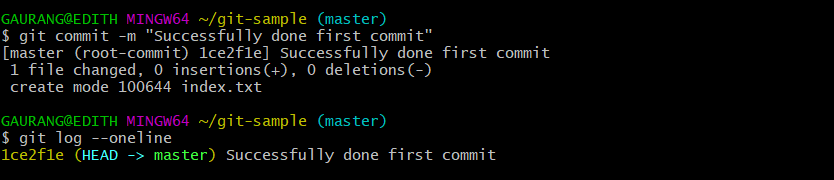 GAURANG@EDITH MINGW64 ~/git-sample (master)
$ git commit -m "Successfully done first commit"
[master (root-commit) 1ce2f1e] Successfully done first commit
 1 file changed, 0 insertions(+), 0 deletions(-)
 create mode 100644 index.txt
GAURANG@EDITH MINGW64 ~/git-sample (master)
$ git log --oneline
1ce2f1e (HEAD -> master) Successfully done first commit